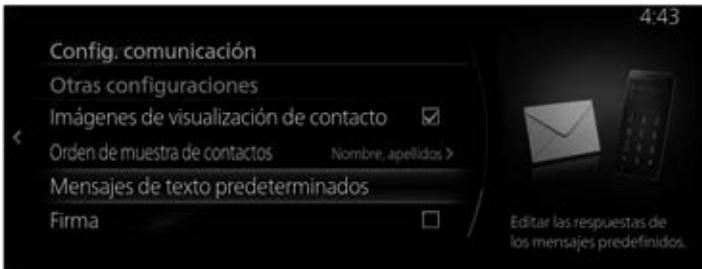 4:43
Config. comunicación
Otras configuraciones
Imágenes de visualización de contacto
Orden de muestra de contactos Nombre, apellidos >
Mensajes de texto predeterminados
Firma
Editar las respuestas de
los mensajes predefinidos.